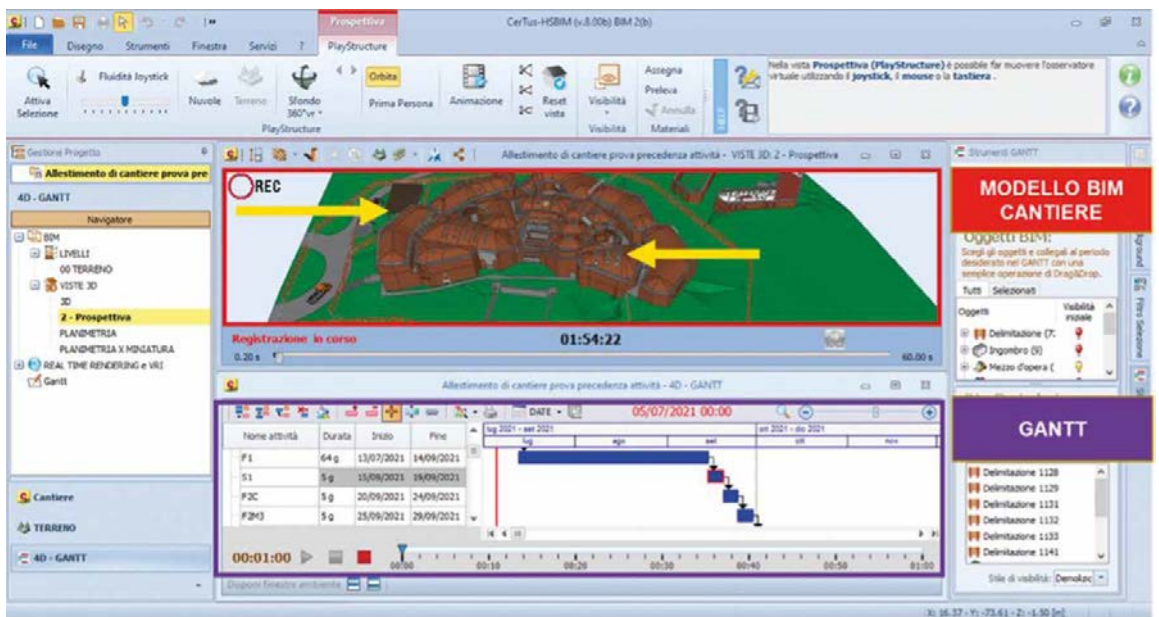 Prospettiva
CerTus-HSBIM (v.8.00b) BIM 2(b)
File Disegno Strumenti Finestra Servizi ? PlayStructure
Attiva Selezione
Fluidità Joystick
Nuvole
Terreno
Sfondo 360°vr
Orbita
Prima Persona
PlayStructure
Animazione
Reset vista
Visibilità
Visibilità
Assegna
Preleva
Annulla
Materiali
Nella vista Prospettiva (PlayStructure) è possibile far muovere l'osservatore
virtuale utilizzando il joystick, il mouse o la tastiera .
Gestione Progetto
Allestimento di cantiere prova pre
4D - GANTT
Navigatore
BIM
LIVELLI
00 TERRENO
VISTE 3D
3D
2 - Prospettiva
PLANIMETRIA
PLANIMETRIA X MINIATURA
REAL TIME RENDERING e VRI
Gantt
Cantiere
TERRENO
4D - GANTT
Allestimento di cantiere prova precedenza attività - VISTE 3D: 2 - Prospettiva
REC
Registrazione in corso 01:54:22
0.20 s 60.00 s
Allestimento di cantiere prova precedenza attività - 4D - GANTT
DATE 05/07/2021 00:00
Nome attività Durata Inizio Fine
lug 2021 - set 2021 ott 2021 - dic 2021
lug ago set ott nov
F1 64 g 13/07/2021 14/09/2021
S1 5 g 15/09/2021 19/09/2021
F2C 5 g 20/09/2021 24/09/2021
F2M3 5 g 25/09/2021 29/09/2021
00:01:00
00:00 00:10 00:20 00:30 00:40 00:50 01:00
Disponi finestre ambiente
Strumenti GANTT
MODELLO BIM
CANTIERE
Oggetti BIM:
Scegli gli oggetti e collegali al periodo
desiderato nel GANTT con una
semplice operazione di Drag&Drop.
Tutti Selezionati
Oggetti Visibilità iniziale
Delimitazione (7.
Ingombro (9)
Mezzo d'opera (
Filtro Selezione
GANTT
Delimitazione 1128
Delimitazione 1129
Delimitazione 1131
Delimitazione 1132
Delimitazione 1133
Delimitazione 1141
Stile di visibilità: Demolizic
X: 16.37 - Y: -73.61 - Z: -1.50 [m]